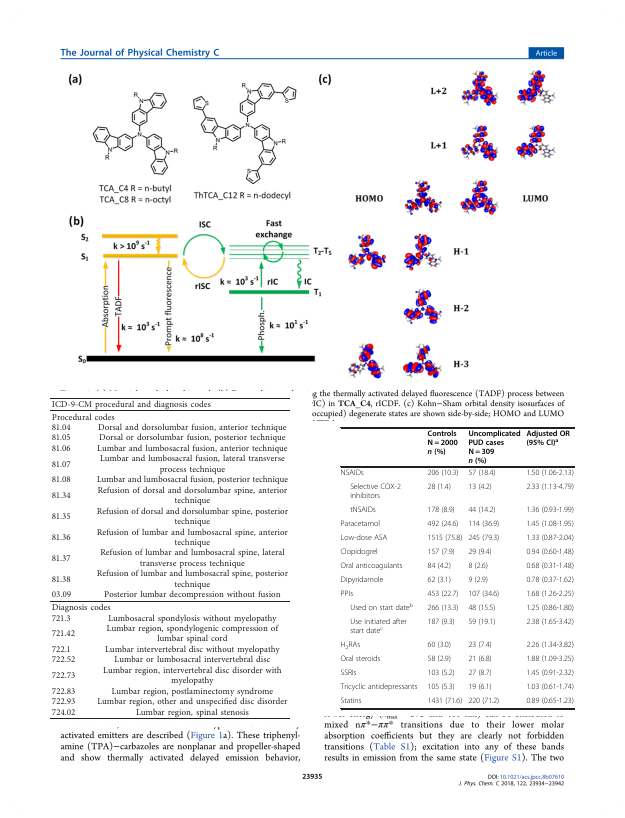 The Journal of Physical Chemistry C
Article
(a)
R
N
S
TCA_C4 R = n-butyl
TCA_C8 R = n-octyl
ThTCA_C12 R = n-dodecyl
(b)
S₂
S₁
k > 10⁹ s⁻¹
ISC
Fast
exchange
T₂-T₅
k ≈ 10³ s⁻¹
rISC
rIC
IC
T₁
Absorption
TADF
k ≈ 10³ s⁻¹
Prompt fluorescence
k ≈ 10⁸ s⁻¹
Phosph.
k ≈ 10¹ s⁻¹
S₀
(c)
L+2
L+1
HOMO
LUMO
H-1
H-2
H-3
g the thermally activated delayed fluorescence (TADF) process between
IC) in TCA_C4, rICDF. (c) Kohn−Sham orbital density isosurfaces of
occupied) degenerate states are shown side-by-side; HOMO and LUMO
ICD-9-CM procedural and diagnosis codes
Procedural codes
81.04 Dorsal and dorsolumbar fusion, anterior technique
81.05 Dorsal or dorsolumbar fusion, posterior technique
81.06 Lumbar and lumbosacral fusion, anterior technique
81.07 Lumbar and lumbosacral fusion, lateral transverse
process technique
81.08 Lumbar and lumbosacral fusion, posterior technique
81.34 Refusion of dorsal and dorsolumbar spine, anterior
technique
81.35 Refusion of dorsal and dorsolumbar spine, posterior
technique
81.36 Refusion of lumbar and lumbosacral spine, anterior
technique
81.37 Refusion of lumbar and lumbosacral spine, lateral
transverse process technique
81.38 Refusion of lumbar and lumbosacral spine, posterior
technique
03.09 Posterior lumbar decompression without fusion
Diagnosis codes
721.3 Lumbosacral spondylosis without myelopathy
721.42 Lumbar region, spondylogenic compression of
lumbar spinal cord
722.1 Lumbar intervertebral disc without myelopathy
722.52 Lumbar or lumbosacral intervertebral disc
722.73 Lumbar region, intervertebral disc disorder with
myelopathy
722.83 Lumbar region, postlaminectomy syndrome
722.93 Lumbar region, other and unspecified disc disorder
724.02 Lumbar region, spinal stenosis
activated emitters are described (Figure 1a). These triphenyl-
amine (TPA)−carbazoles are nonplanar and propeller-shaped
and show thermally activated delayed emission behavior,
Controls Uncomplicated Adjusted OR
N = 2000 PUD cases (95% CI)ᵃ
n (%) N = 309
n (%)
NSAIDs 206 (10.3) 57 (18.4) 1.50 (1.06-2.13)
Selective COX-2 28 (1.4) 13 (4.2) 2.33 (1.13-4.79)
inhibitors
tNSAIDs 178 (8.9) 44 (14.2) 1.36 (0.93-1.99)
Paracetamol 492 (24.6) 114 (36.9) 1.45 (1.08-1.95)
Low-dose ASA 1515 (75.8) 245 (79.3) 1.33 (0.87-2.04)
Clopidogrel 157 (7.9) 29 (9.4) 0.94 (0.60-1.48)
Oral anticoagulants 84 (4.2) 8 (2.6) 0.68 (0.31-1.48)
Dipyridamole 62 (3.1) 9 (2.9) 0.78 (0.37-1.62)
PPIs 453 (22.7) 107 (34.6) 1.68 (1.26-2.25)
Used on start dateᵇ 266 (13.3) 48 (15.5) 1.25 (0.86-1.80)
Use initiated after 187 (9.3) 59 (19.1) 2.38 (1.65-3.42)
start dateᶜ
H₂RAs 60 (3.0) 23 (7.4) 2.26 (1.34-3.82)
Oral steroids 58 (2.9) 21 (6.8) 1.88 (1.09-3.25)
SSRIs 103 (5.2) 27 (8.7) 1.45 (0.91-2.32)
Tricyclic antidepressants 105 (5.3) 19 (6.1) 1.03 (0.61-1.74)
Statins 1431 (71.6) 220 (71.2) 0.89 (0.65-1.23)
mixed nπ*−ππ* transitions due to their lower molar
absorption coefficients but they are clearly not forbidden
transitions (Table S1); excitation into any of these bands
results in emission from the same state (Figure S1). The two
23935
DOI: 10.1021/acs.jpcc.8b07610
J. Phys. Chem. C 2018, 122, 23934−23942